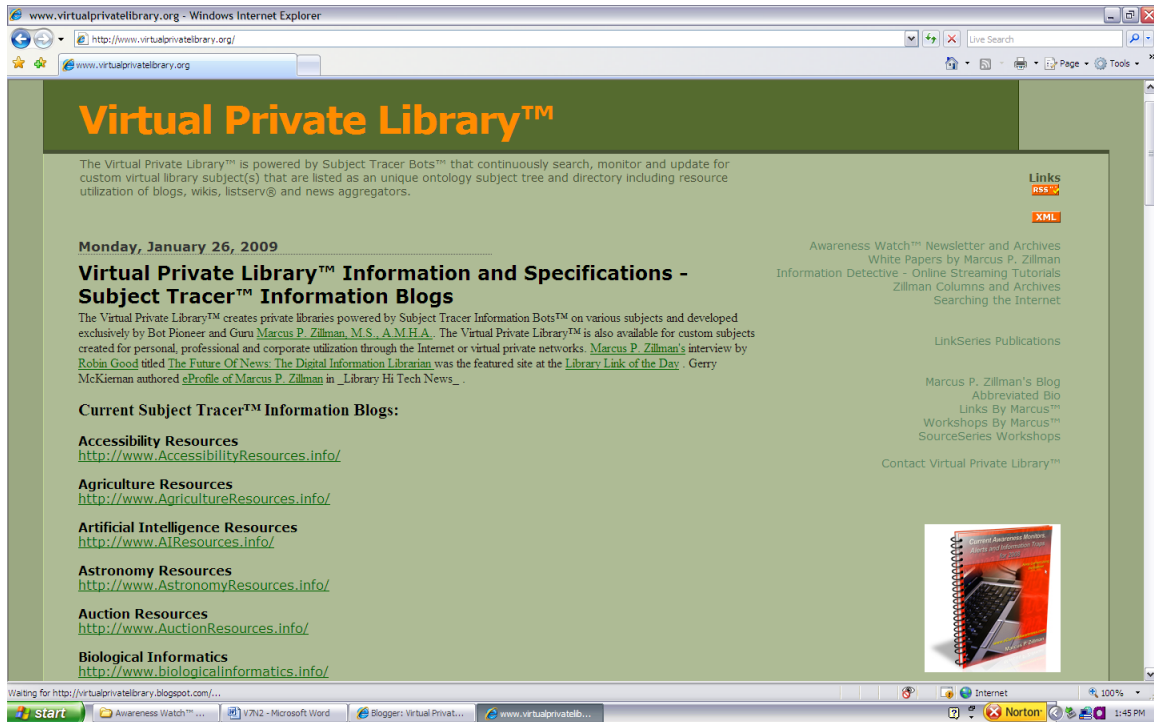 www.virtualprivatelibrary.org - Windows Internet Explorer
http://www.virtualprivatelibrary.org/
Live Search
www.virtualprivatelibrary.org
Page
Tools
Virtual Private Library™
The Virtual Private Library™ is powered by Subject Tracer Bots™ that continuously search, monitor and update for
custom virtual library subject(s) that are listed as an unique ontology subject tree and directory including resource
utilization of blogs, wikis, listserv® and news aggregators.
Links
RSS
XML
Monday, January 26, 2009
Virtual Private Library™ Information and Specifications -
Subject Tracer™ Information Blogs
The Virtual Private Library™ creates private libraries powered by Subject Tracer Information Bots™ on various subjects and developed
exclusively by Bot Pioneer and Guru Marcus P. Zillman, M.S., A.M.H.A.. The Virtual Private Library™ is also available for custom subjects
created for personal, professional and corporate utilization through the Internet or virtual private networks. Marcus P. Zillman's interview by
Robin Good titled The Future Of News: The Digital Information Librarian was the featured site at the Library Link of the Day . Gerry
McKiernan authored eProfile of Marcus P. Zillman in _Library Hi Tech News_ .
Current Subject Tracer™ Information Blogs:
Accessibility Resources
http://www.AccessibilityResources.info/
Agriculture Resources
http://www.AgricultureResources.info/
Artificial Intelligence Resources
http://www.AIResources.info/
Astronomy Resources
http://www.AstronomyResources.info/
Auction Resources
http://www.AuctionResources.info/
Biological Informatics
http://www.biologicalinformatics.info/
Awareness Watch™ Newsletter and Archives
White Papers by Marcus P. Zillman
Information Detective - Online Streaming Tutorials
Zillman Columns and Archives
Searching the Internet
LinkSeries Publications
Marcus P. Zillman's Blog
Abbreviated Bio
Links By Marcus™
Workshops By Marcus™
SourceSeries Workshops
Contact Virtual Private Library™
Current Awareness Monitors,
Alerts and Information Traps
Marcus P. Zillman
Waiting for http://virtualprivatelibrary.blogspot.com/...
Internet
100%
start
Awareness Watch™ ...
V7N2 - Microsoft Word
Blogger: Virtual Privat...
www.virtualprivatelib...
Norton
1:45 PM